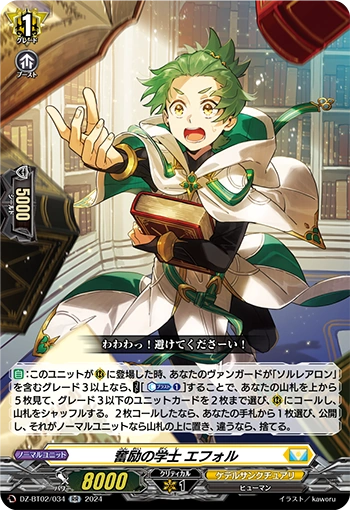 1
グレード
ブースト
5000
シールド
わわわっ!避けてくださーい!
自:このユニットがRに登場した時、あなたのヴァンガードが「ソルレアロン」
を含むグレード3以上なら、[ソウルブラスト1]することで、あなたの山札を上から
5枚見て、グレード3以下のユニットカードを2枚まで選び、Rにコールし、
山札をシャッフルする。2枚コールしたなら、あなたの手札から1枚選び、公開
し、それがノーマルユニットなら山札の上に置き、違うなら、捨てる。
ノーマルユニット
奮励の学士 エフォル
パワー
8000
クリティカル
1
ケテルサンクチュアリ
ヒューマン
DZ-BT02/034 RR 2024
イラスト/kaworu